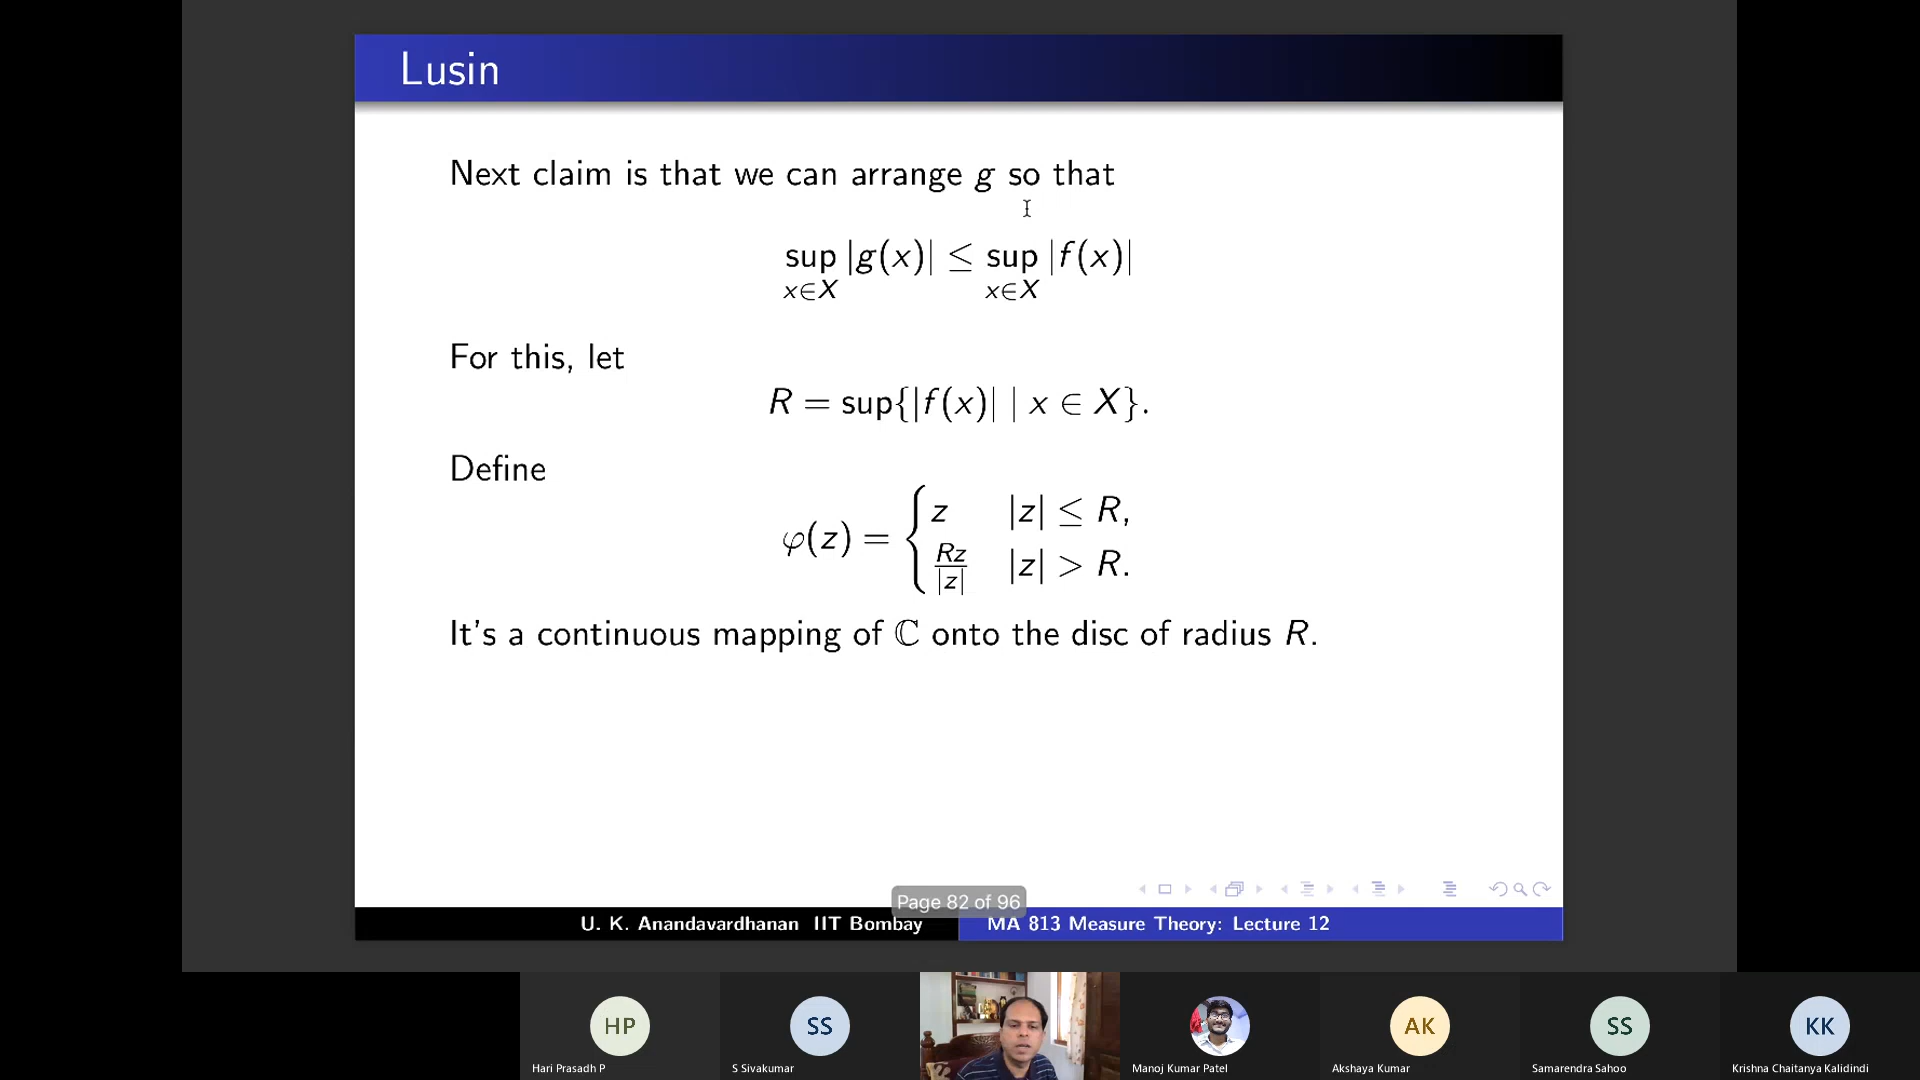 Lusin
Next claim is that we can arrange g so that
sup |g(x)| ≤ sup |f(x)|
x∈X x∈X
For this, let
R = sup{|f(x)| | x ∈ X}.
Define
φ(z) = { z |z| ≤ R,
Rz/|z| |z| > R.
It's a continuous mapping of ℂ onto the disc of radius R.
Page 82 of 96
U. K. Anandavardhanan IIT Bombay MA 813 Measure Theory: Lecture 12
HP SS AK SS KK
Hari Prasadh P S Sivakumar Manoj Kumar Patel Akshaya Kumar Samarendra Sahoo Krishna Chaitanya Kalidindi